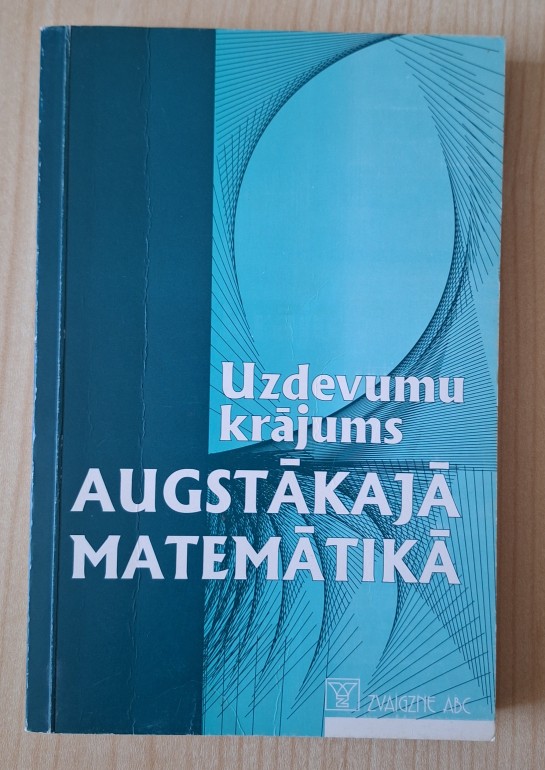 Uzdevumu
krājums
AUGSTĀKAJĀ
MATEMĀTIKĀ
ZVAIGZNE ABC